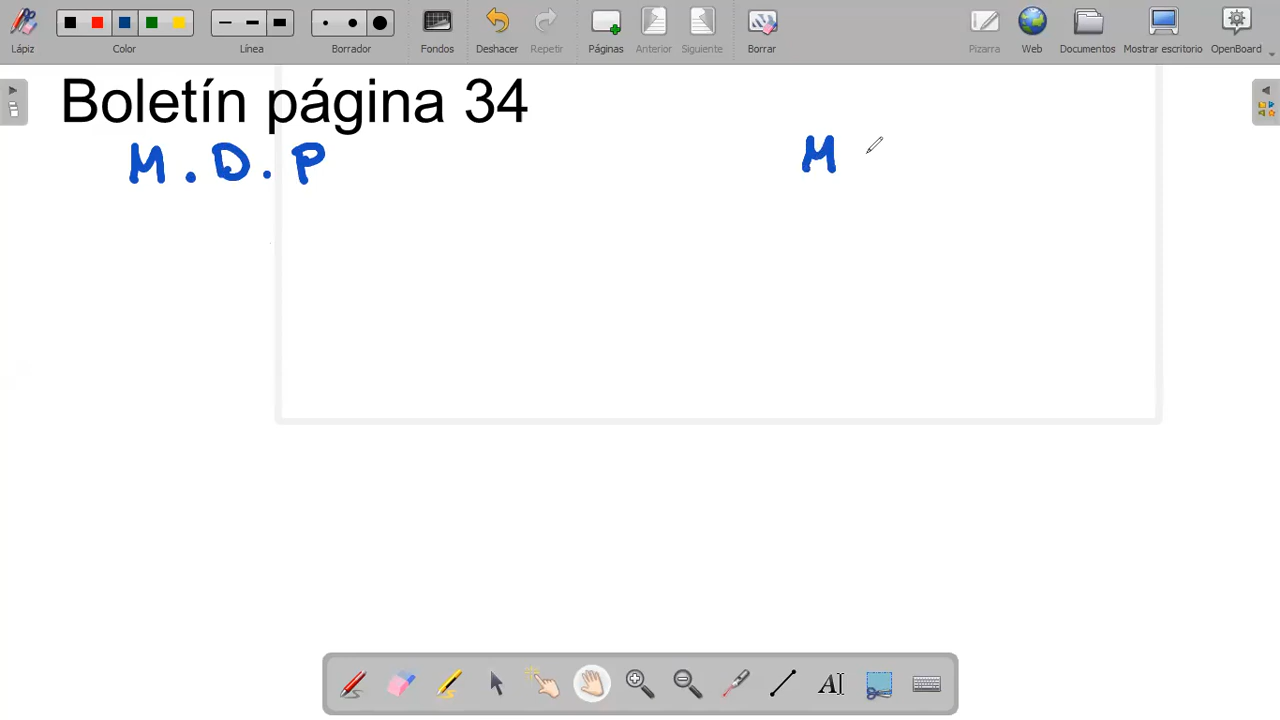 Lápiz Color Línea Borrador Fondos Deshacer Repetir Páginas Anterior Siguiente Borrar Pizarra Web Documentos Mostrar escritorio OpenBoard
Boletín página 34
M . D . P M
AI